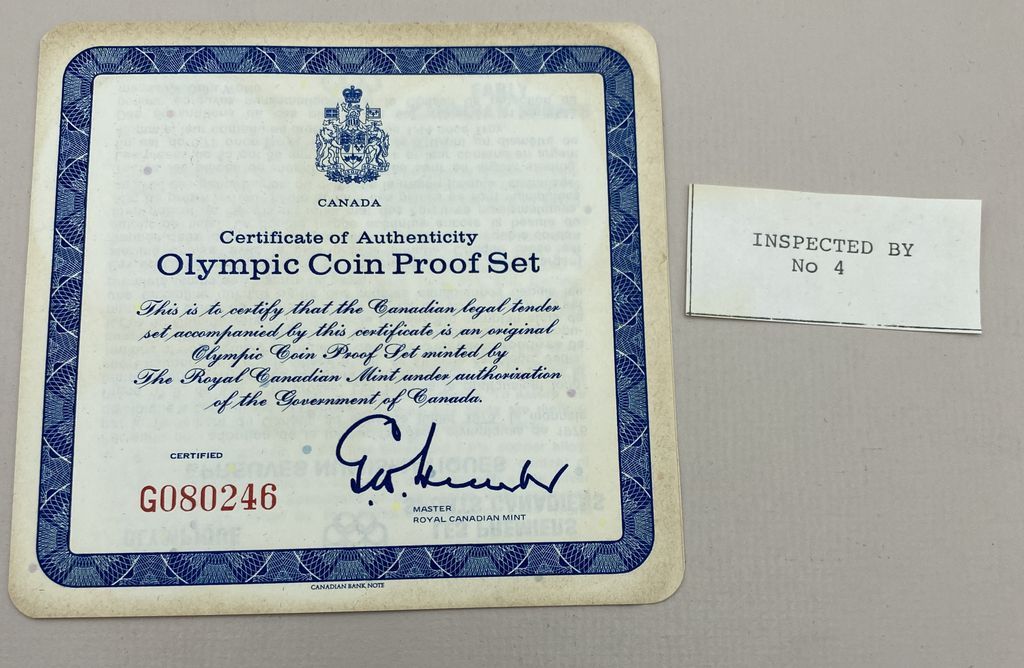 CANADA
Certificate of Authenticity
Olympic Coin Proof Set
This is to certify that the Canadian legal tender
set accompanied by this certificate is an original
Olympic Coin Proof Set minted by
The Royal Canadian Mint under authorization
of the Government of Canada.
CERTIFIED
G080246
MASTER
ROYAL CANADIAN MINT
CANADIAN BANK NOTE
INSPECTED BY
No 4